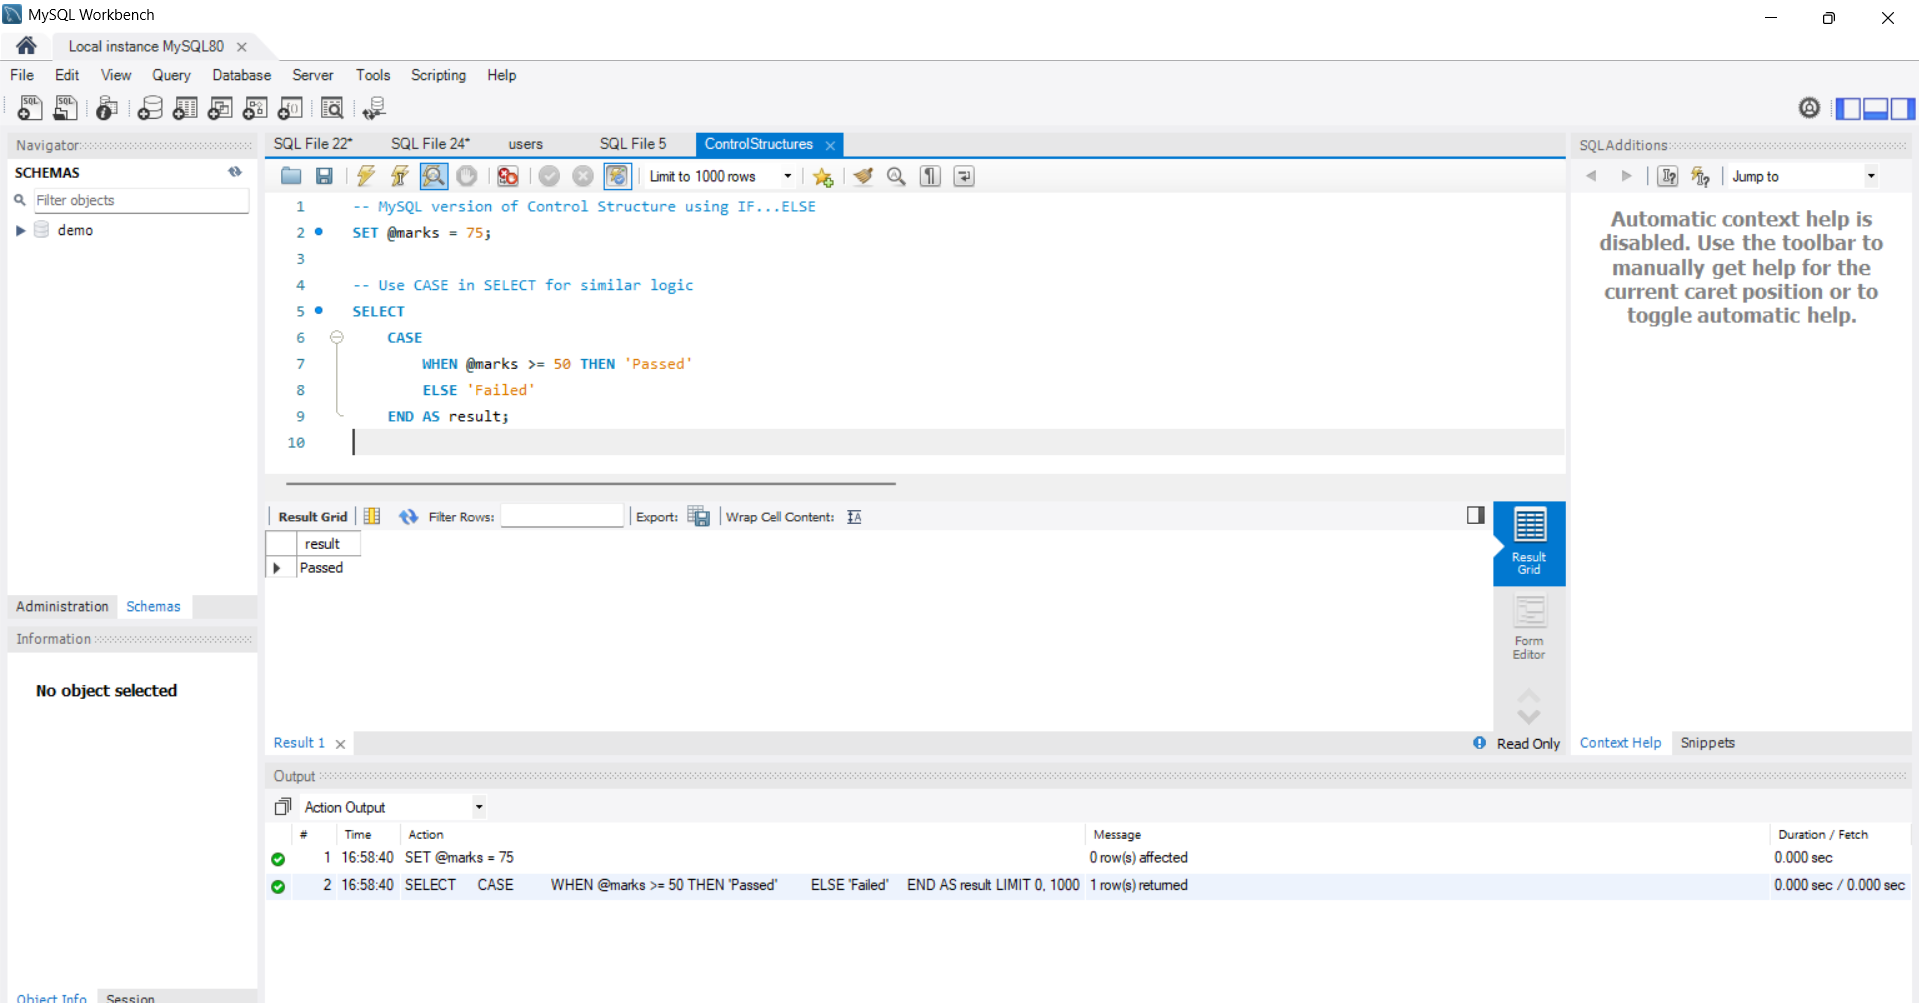 MySQL Workbench
Local instance MySQL80
File Edit View Query Database Server Tools Scripting Help
Navigator
SCHEMAS
Filter objects
demo
Administration Schemas
Information
No object selected
Object Info Session
SQL File 22* SQL File 24* users SQL File 5 ControlStructures
Limit to 1000 rows
1 -- MySQL version of Control Structure using IF...ELSE
2 SET @marks = 75;
3
4 -- Use CASE in SELECT for similar logic
5 SELECT
6 CASE
7 WHEN @marks >= 50 THEN 'Passed'
8 ELSE 'Failed'
9 END AS result;
10
Result Grid Filter Rows: Export: Wrap Cell Content:
result
Passed
Result
Grid
Form
Editor
Result 1 Read Only
SQLAdditions
Jump to
Automatic context help is
disabled. Use the toolbar to
manually get help for the
current caret position or to
toggle automatic help.
Context Help Snippets
Output
Action Output
# Time Action Message Duration / Fetch
1 16:58:40 SET @marks = 75 0 row(s) affected 0.000 sec
2 16:58:40 SELECT CASE WHEN @marks >= 50 THEN 'Passed' ELSE 'Failed' END AS result LIMIT 0, 1000 1 row(s) returned 0.000 sec / 0.000 sec